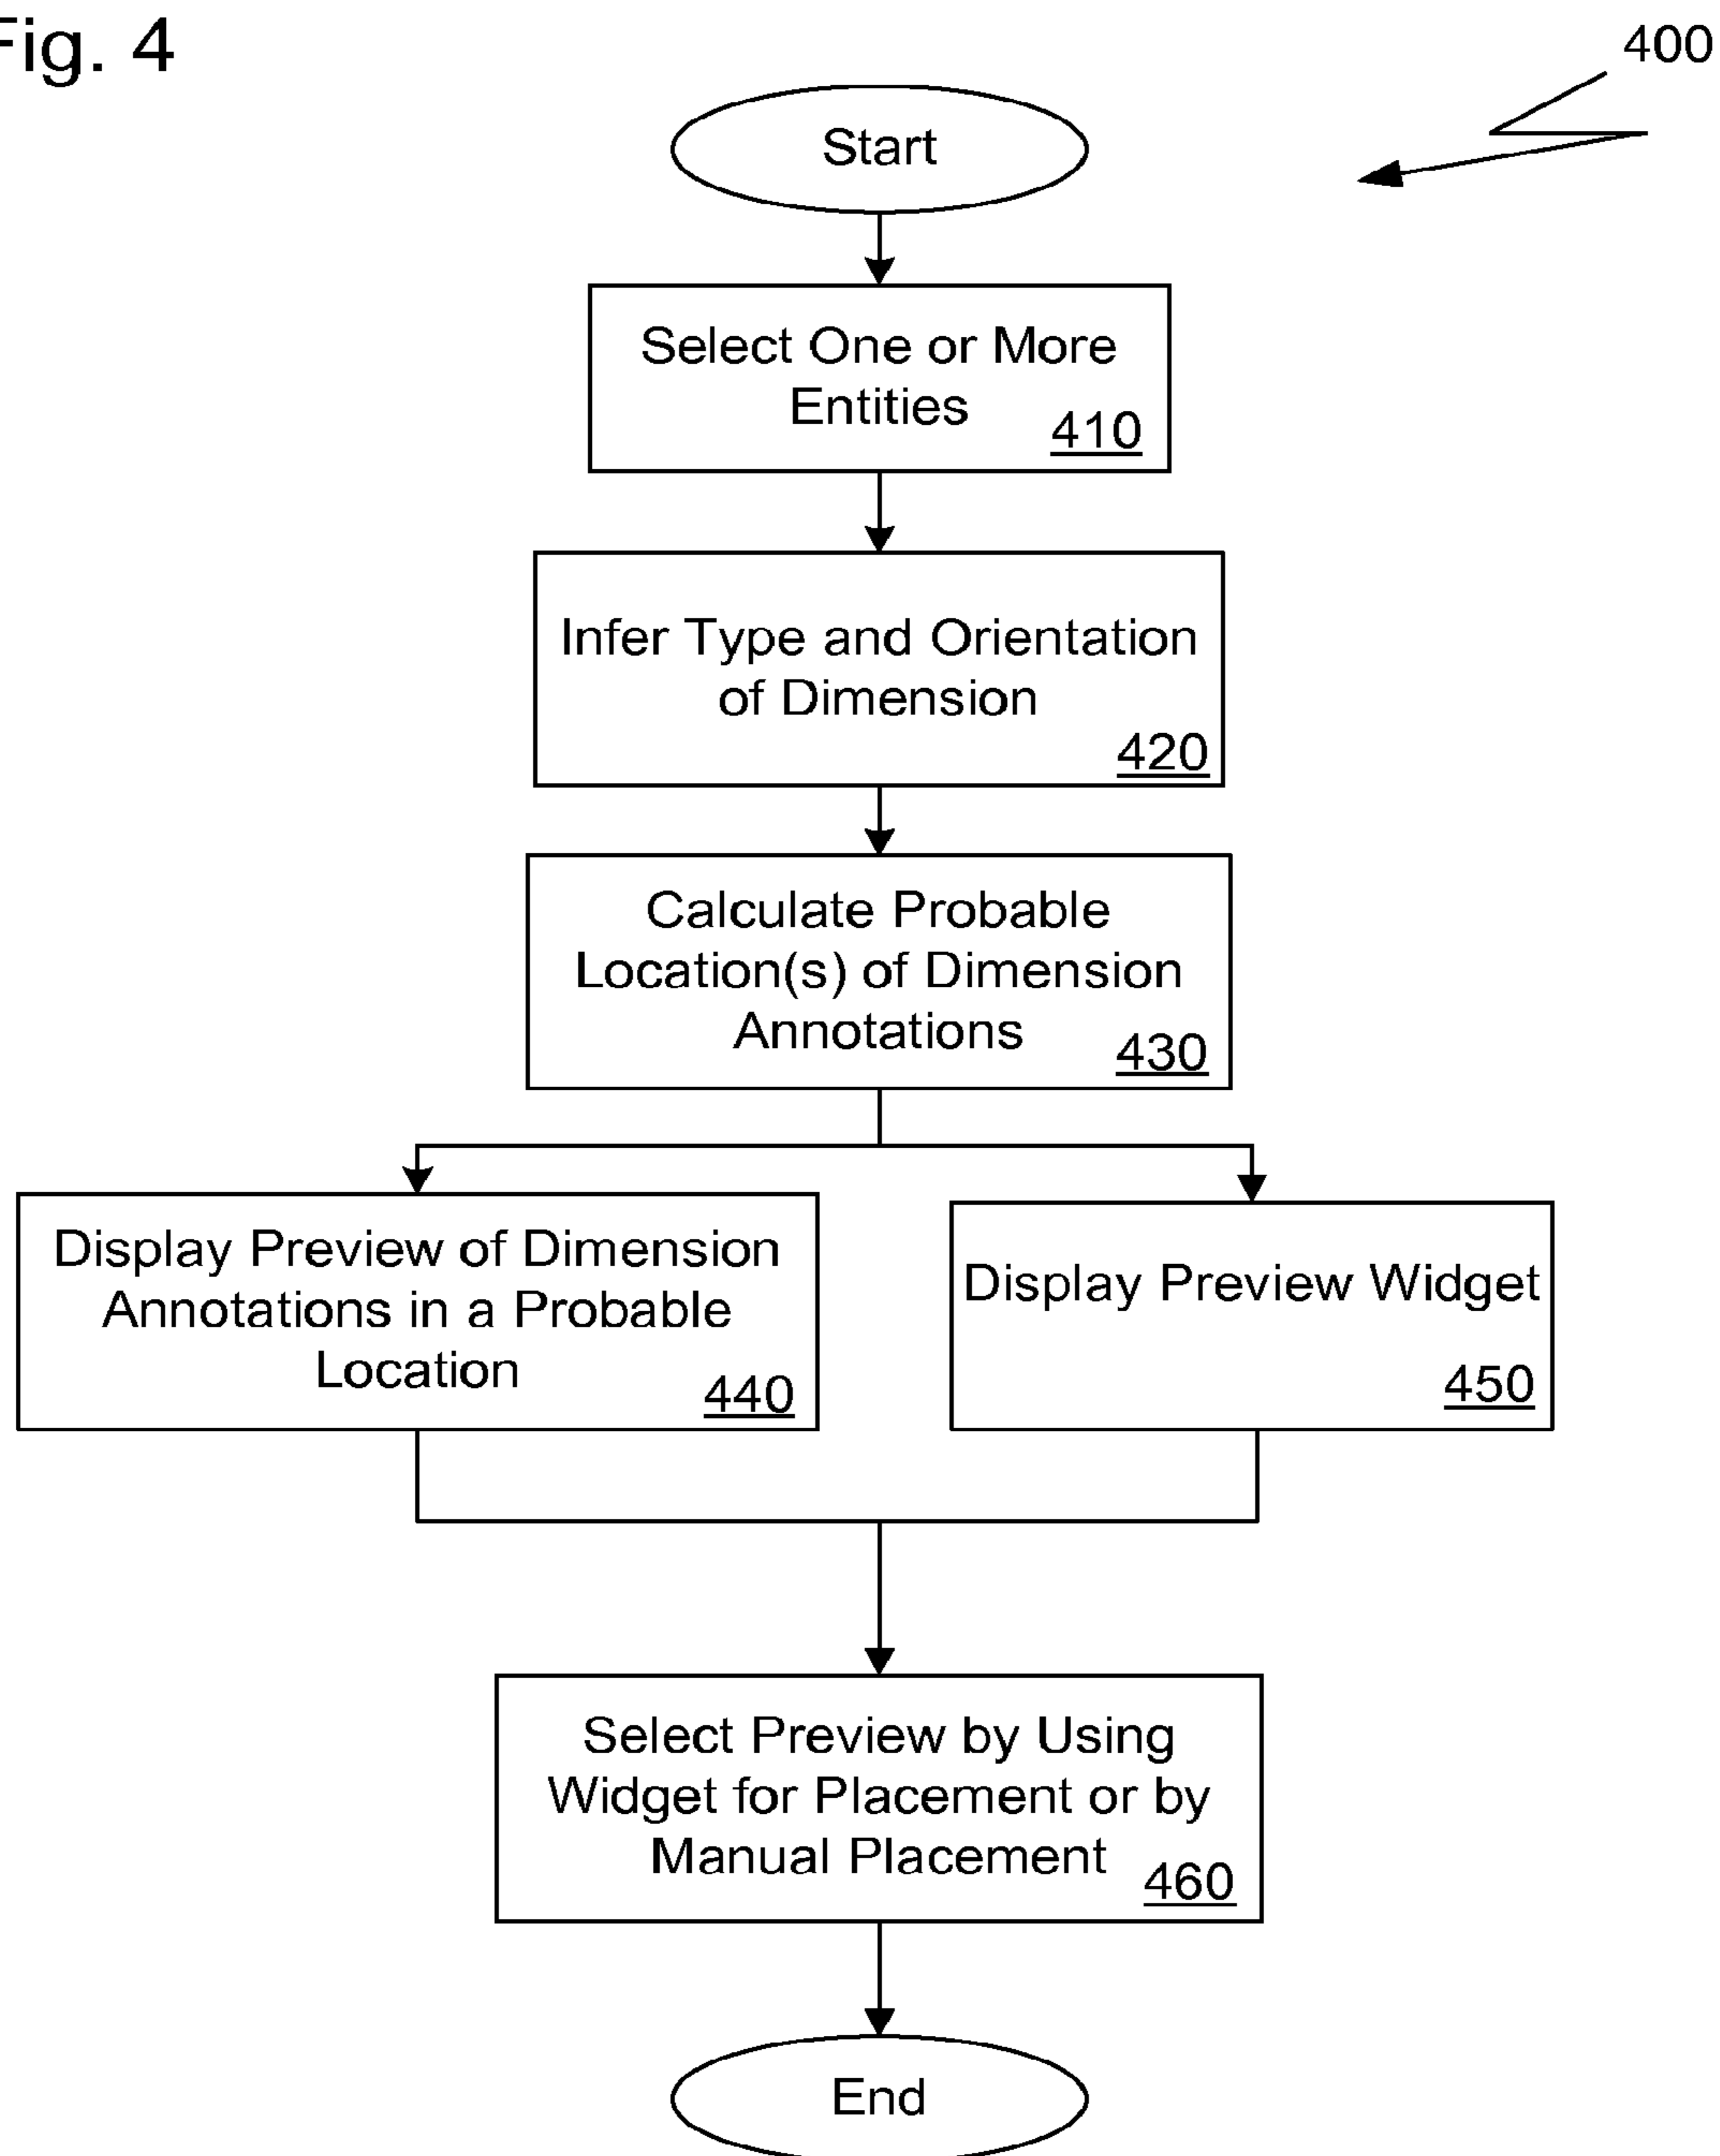 Fig. 4
400
Start
Select One or More
Entities
410
Infer Type and Orientation
of Dimension
420
Calculate Probable
Location(s) of Dimension
Annotations
430
Display Preview of Dimension
Annotations in a Probable
Location
440
Display Preview Widget
450
Select Preview by Using
Widget for Placement or by
Manual Placement
460
End